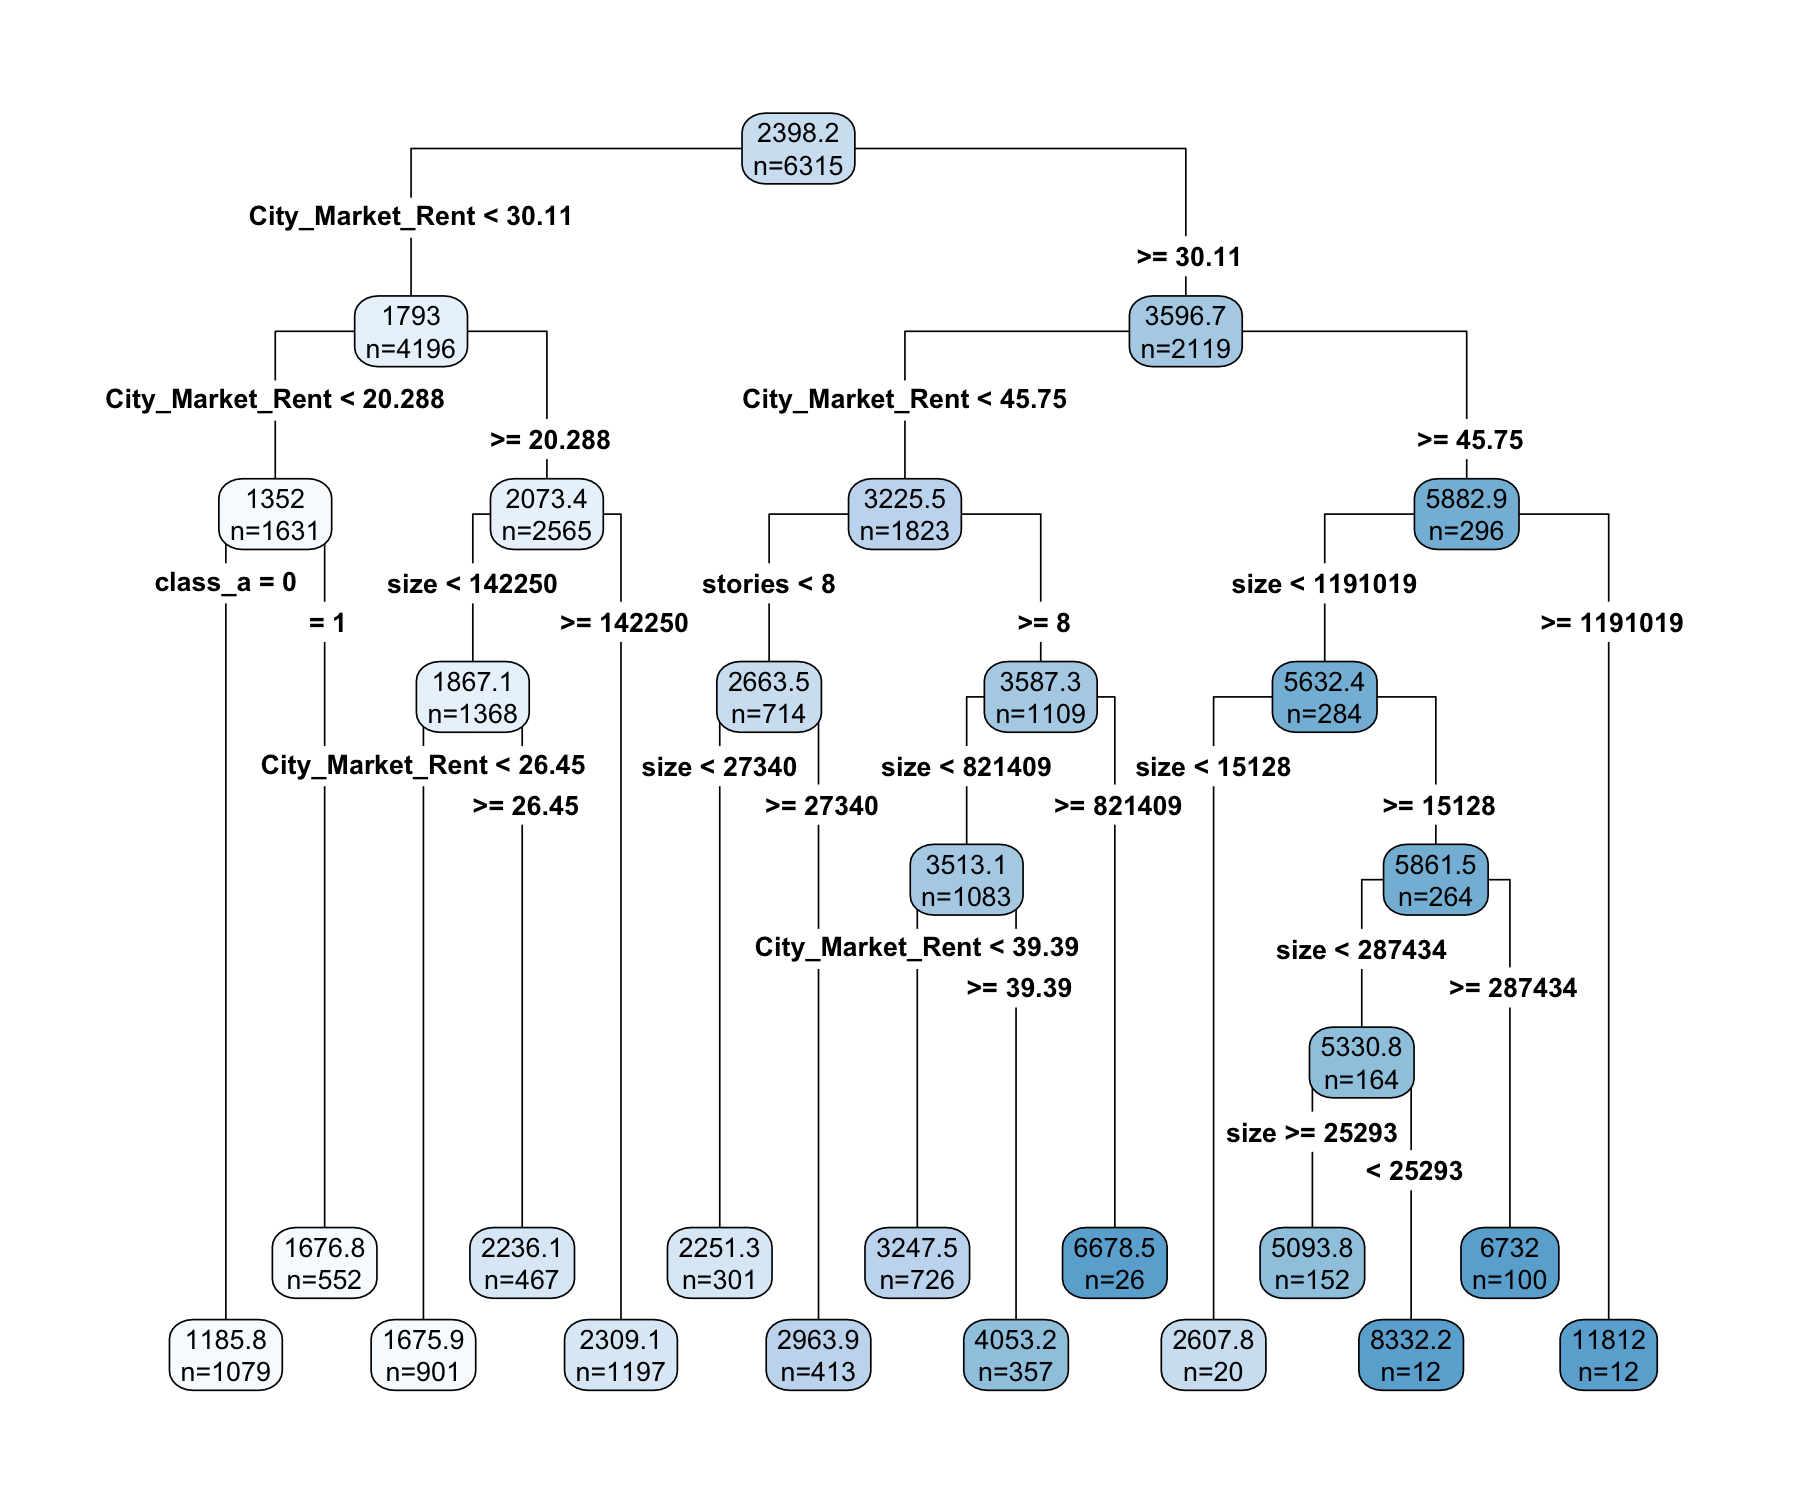 2398.2
n=6315
City_Market_Rent < 30.11
>= 30.11
1793
n=4196
3596.7
n=2119
City_Market_Rent < 20.288
>= 20.288
City_Market_Rent < 45.75
>= 45.75
1352
n=1631
2073.4
n=2565
3225.5
n=1823
5882.9
n=296
class_a = 0
= 1
size < 142250
>= 142250
stories < 8
>= 8
size < 1191019
>= 1191019
1867.1
n=1368
2663.5
n=714
3587.3
n=1109
5632.4
n=284
City_Market_Rent < 26.45
>= 26.45
size < 27340
>= 27340
size < 821409
>= 821409
size < 15128
>= 15128
3513.1
n=1083
5861.5
n=264
City_Market_Rent < 39.39
>= 39.39
size < 287434
>= 287434
5330.8
n=164
size >= 25293
< 25293
1676.8
n=552
2236.1
n=467
2251.3
n=301
3247.5
n=726
6678.5
n=26
5093.8
n=152
6732
n=100
1185.8
n=1079
1675.9
n=901
2309.1
n=1197
2963.9
n=413
4053.2
n=357
2607.8
n=20
8332.2
n=12
11812
n=12